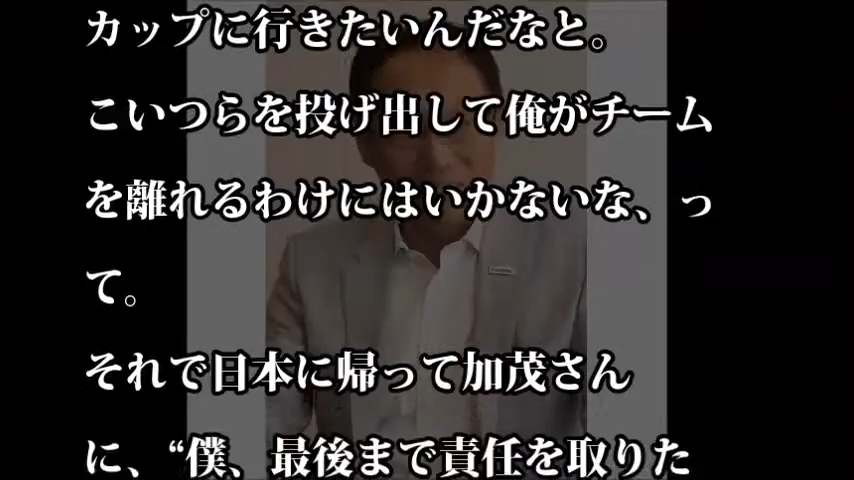 カップに行きたいんだなと。
こいつらを投げ出して俺がチーム
を離れるわけにはいかないな、っ
て。
それで日本に帰って加茂さん
に、“僕、最後まで責任を取りた